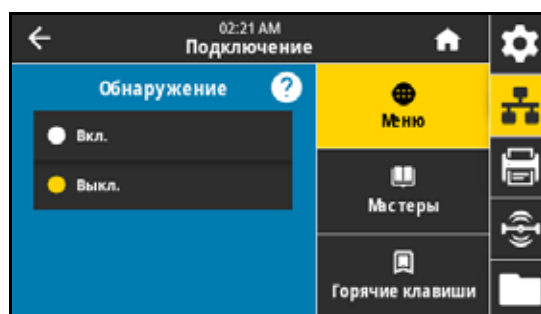 02:21 AM
Подключение
Обнаружение ?
Вкл.
Выкл.
Меню
Мастеры
Горячие клавиши